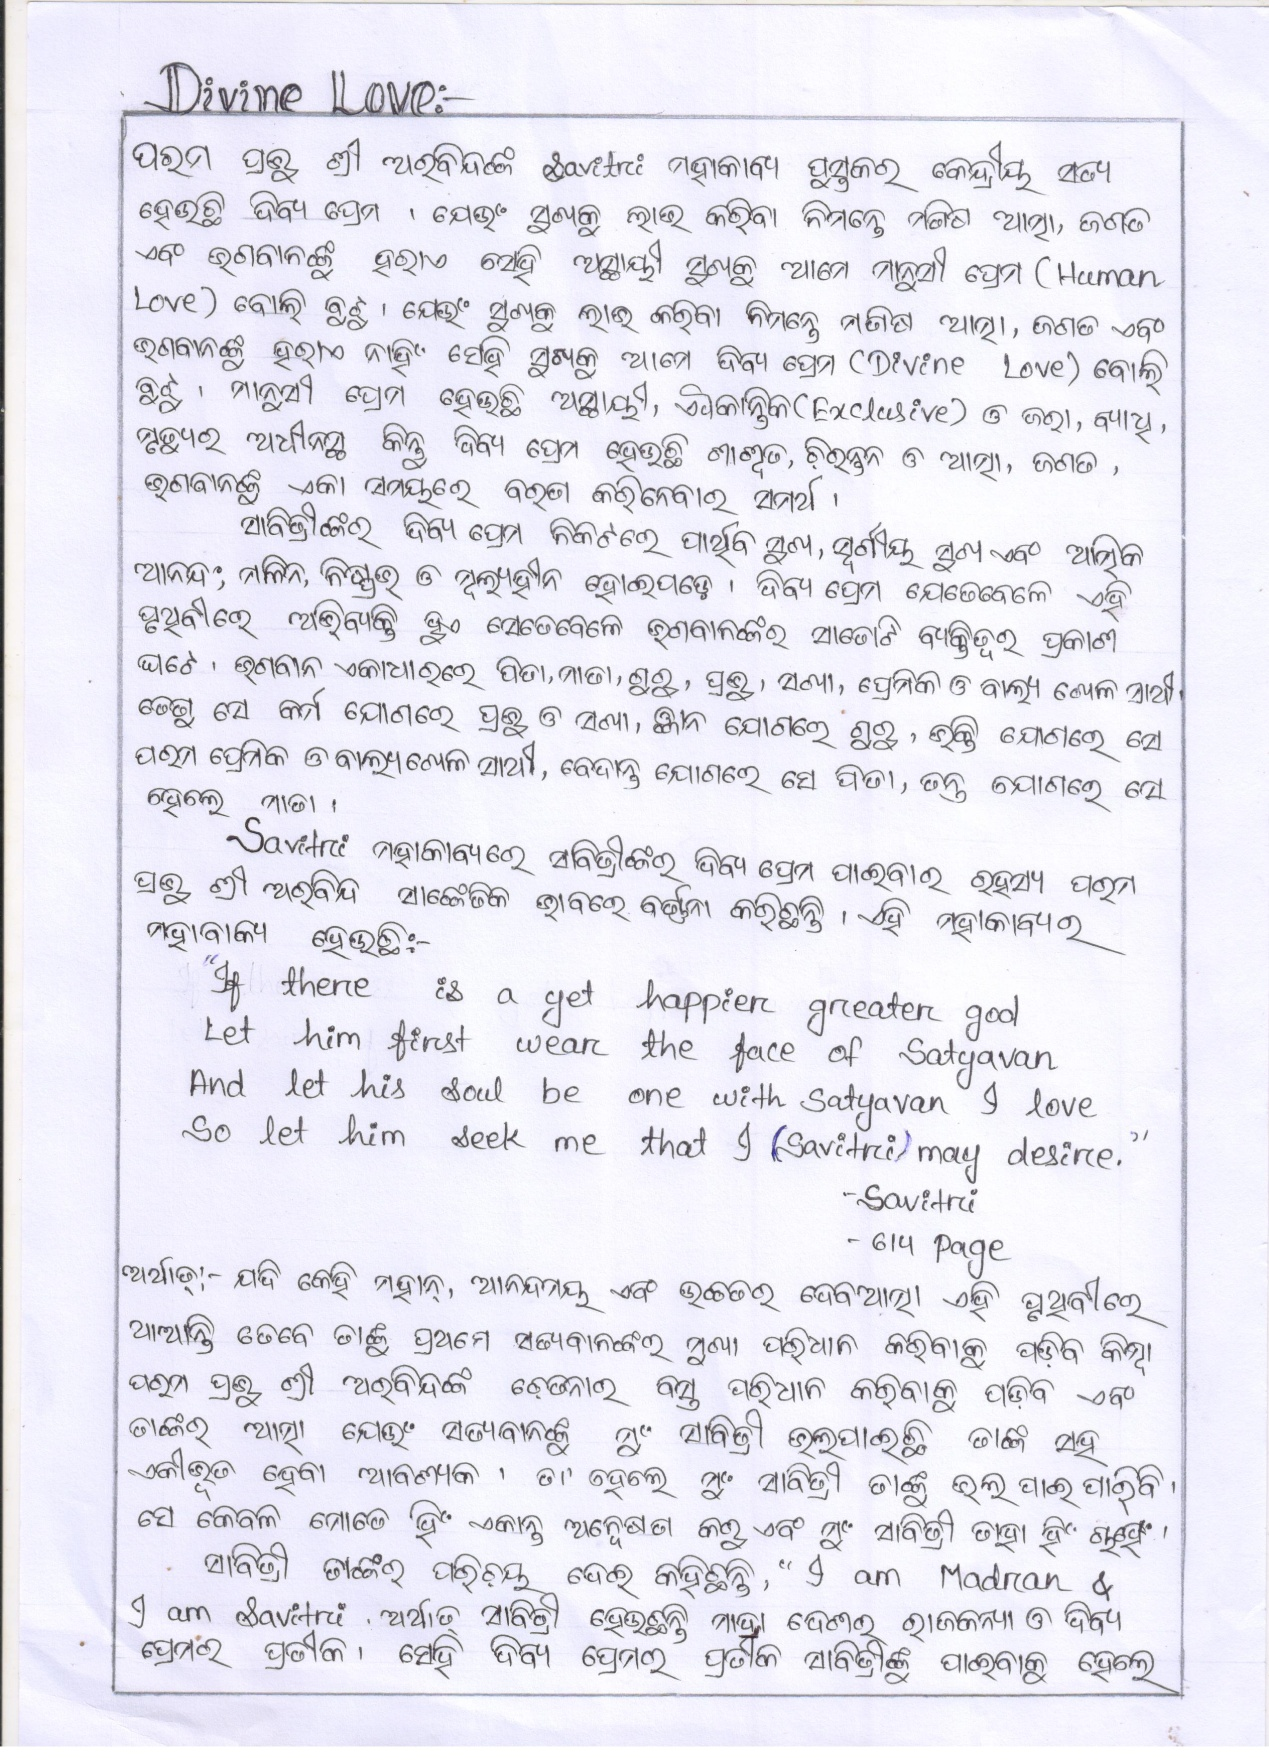 Divine Love:-
ପରମ ପ୍ରଭୁ ଶ୍ରୀ ଅରବିନ୍ଦଙ୍କ Savitri ମହାକାବ୍ୟ ପୁସ୍ତକର କେନ୍ଦ୍ରୀୟ ସତ୍ୟ
ହେଉଛି ଦିବ୍ୟ ପ୍ରେମ । ଯେଉଁ ସୁଖକୁ ଲାଭ କରିବା ନିମନ୍ତେ ମଣିଷ ଆତ୍ମା, ଜଗତ
ଏବଂ ଭଗବାନଙ୍କୁ ହରାଏ ସେହି ଅସ୍ଥାୟୀ ସୁଖକୁ ଆମେ ମାନୁସୀ ପ୍ରେମ (Human
Love) ବୋଲି ବୁଝୁ । ଯେଉଁ ସୁଖକୁ ଲାଭ କରିବା ନିମନ୍ତେ ମଣିଷ ଆତ୍ମା, ଜଗତ ଏବଂ
ଭଗବାନଙ୍କୁ ହରାଏ ନାହିଁ ସେହି ସୁଖକୁ ଆମେ ଦିବ୍ୟ ପ୍ରେମ (Divine Love) ବୋଲି
ବୁଝୁ । ମାନୁସୀ ପ୍ରେମ ହେଉଛି ଅସ୍ଥାୟୀ, ଐକାନ୍ତିକ (Exclusive) ଓ ଜରା, ବ୍ୟାଧି,
ମୃତ୍ୟୁର ଅଧୀନସ୍ଥ କିନ୍ତୁ ଦିବ୍ୟ ପ୍ରେମ ହେଉଛି ଶାଶ୍ୱତ, ଚିରନ୍ତନ ଓ ଆତ୍ମା, ଜଗତ,
ଭଗବାନଙ୍କୁ ଏକା ସମୟରେ ବରଣ କରିନେବାର ସମର୍ଥ ।
ସାବିତ୍ରୀଙ୍କର ଦିବ୍ୟ ପ୍ରେମ ନିକଟରେ ପାର୍ଥିବ ସୁଖ, ସ୍ୱର୍ଗୀୟ ସୁଖ ଏବଂ ଆତ୍ମିକ
ଆନନ୍ଦ; ମଳିନ, ନିଷ୍ପ୍ରଭ ଓ ମୂଲ୍ୟହୀନ ହୋଇପଡ଼େ । ଦିବ୍ୟ ପ୍ରେମ ଯେତେବେଳେ ଏହି
ପୃଥିବୀରେ ଅଭିବ୍ୟକ୍ତି ହୁଏ ସେତେବେଳେ ଭଗବାନଙ୍କର ସାତୋଟି ବ୍ୟକ୍ତିତ୍ୱର ପ୍ରକାଶ
ଘଟେ । ଭଗବାନ ଏକାଧାରରେ ପିତା, ମାତା, ଗୁରୁ, ପ୍ରଭୁ, ସଖା, ପ୍ରେମିକ ଓ ବାଲ୍ୟ ଖେଳ ସାଥୀ ।
ତେଣୁ ସେ କର୍ମ ଯୋଗରେ ପ୍ରଭୁ ଓ ସଖା, ଜ୍ଞାନ ଯୋଗରେ ଗୁରୁ, ଭକ୍ତି ଯୋଗରେ ସେ
ପରମ ପ୍ରେମିକ ଓ ବାଲ୍ୟଖେଳ ସାଥୀ, ବେଦାନ୍ତ ଯୋଗରେ ସେ ପିତା, ତନ୍ତ୍ର ଯୋଗରେ ସେ
ହେଲେ ମାତା ।
Savitri ମହାକାବ୍ୟରେ ସାବିତ୍ରୀଙ୍କର ଦିବ୍ୟ ପ୍ରେମ ପାଇବାର ରହସ୍ୟ ପରମ
ପ୍ରଭୁ ଶ୍ରୀ ଅରବିନ୍ଦ ସାଙ୍କେତିକ ଭାବରେ ବର୍ଣ୍ଣନା କରିଛନ୍ତି । ଏହି ମହାକାବ୍ୟର
ମହାବାକ୍ୟ ହେଉଛି:-
"If there is a yet happier greater god
Let him first wear the face of Satyavan
And let his soul be one with Satyavan I love
So let him seek me that I (Savitri) may desire."
-Savitri
- ୬୧୪ Page
ଅର୍ଥାତ୍:- ଯଦି କେହି ମହାନ୍, ଆନନ୍ଦମୟ ଏବଂ ଉଚ୍ଚତର ଦେବଆତ୍ମା ଏହି ପୃଥିବୀରେ
ଥାଆନ୍ତି ତେବେ ତାଙ୍କୁ ପ୍ରଥମେ ସତ୍ୟବାନଙ୍କର ମୁଖା ପରିଧାନ କରିବାକୁ ପଡ଼ିବ କିମ୍ବା
ପରମ ପ୍ରଭୁ ଶ୍ରୀ ଅରବିନ୍ଦଙ୍କ ଚେତନାର ବସ୍ତ୍ର ପରିଧାନ କରିବାକୁ ପଡ଼ିବ ଏବଂ
ତାଙ୍କର ଆତ୍ମା ଯେଉଁ ସତ୍ୟବାନଙ୍କୁ ମୁଂ ସାବିତ୍ରୀ ଭଲପାଇଛି ତାଙ୍କ ସହ
ଏକୀଭୂତ ହେବା ଆବଶ୍ୟକ । ତା' ହେଲେ ମୁଂ ସାବିତ୍ରୀ ତାଙ୍କୁ ଭଲ ପାଇ ପାରିବି ।
ସେ କେବଳ ମୋତେ ହିଁ ଏକାନ୍ତ ଅନ୍ୱେଷଣ କରୁ ଏବଂ ମୁଂ ସାବିତ୍ରୀ ତାହା ହିଁ ଚାହେଁ ।
ସାବିତ୍ରୀ ତାଙ୍କର ପରିଚୟ ଦେଇ କହିଛନ୍ତି, "I am Madran &
I am Savitri. ଅର୍ଥାତ୍ ସାବିତ୍ରୀ ହେଉଛନ୍ତି ମାଦ୍ରା ଦେଶର ରାଜକନ୍ୟା ଓ ଦିବ୍ୟ
ପ୍ରେମର ପ୍ରତୀକ । ସେହି ଦିବ୍ୟ ପ୍ରେମର ପ୍ରତୀକ ସାବିତ୍ରୀଙ୍କୁ ପାଇବାକୁ ହେଲେ